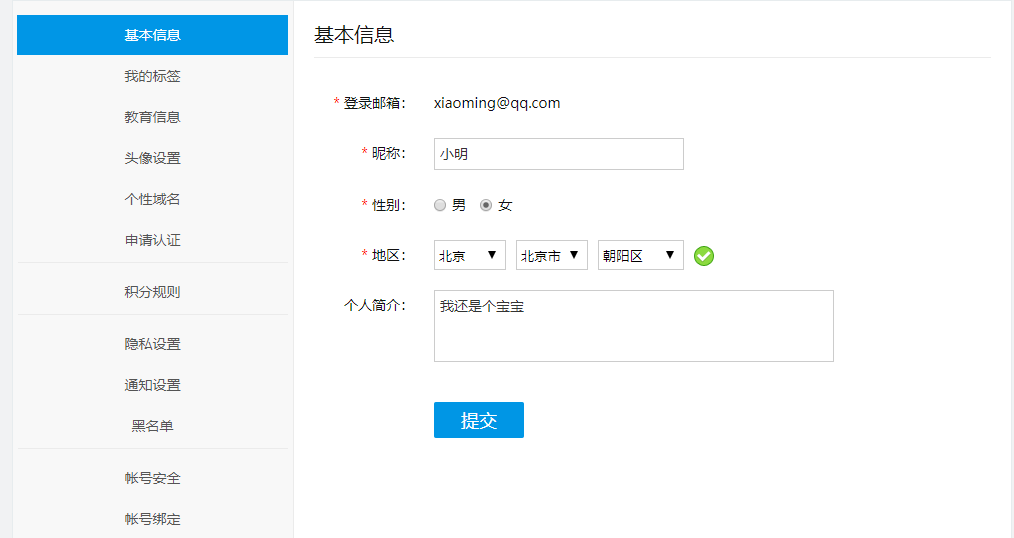 基本信息
我的标签
教育信息
头像设置
个性域名
申请认证
积分规则
隐私设置
通知设置
黑名单
帐号安全
帐号绑定
基本信息
* 登录邮箱： xiaoming@qq.com
* 昵称： 小明
* 性别： 男 女
* 地区： 北京 北京市 朝阳区
个人简介： 我还是个宝宝
提交